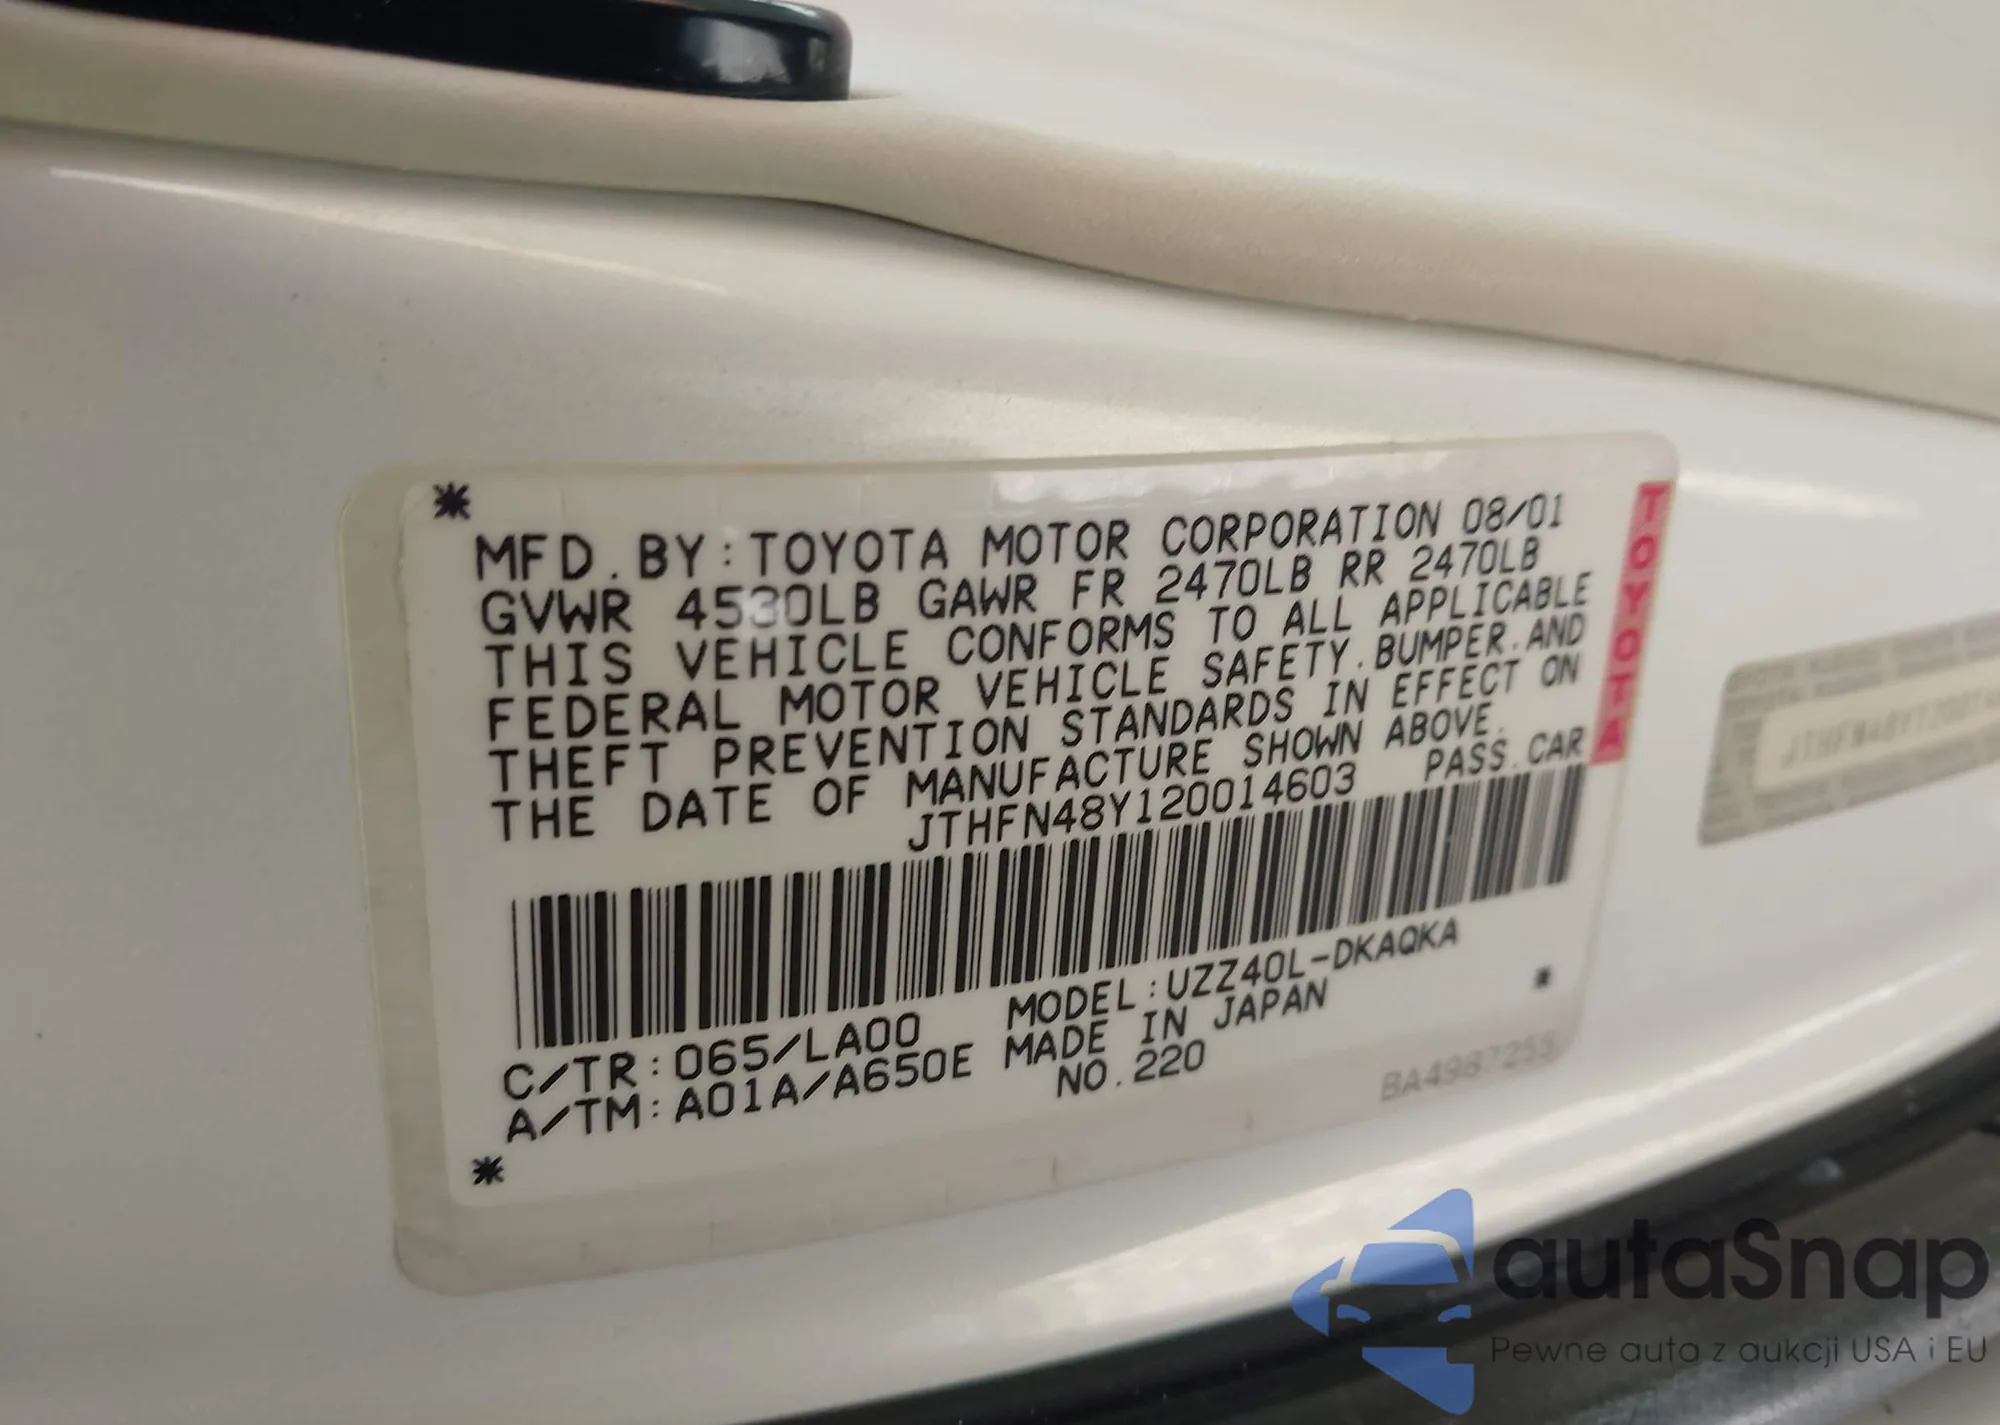 MFD. BY: TOYOTA MOTOR CORPORATION 08/01
GVWR 4530LB GAWR FR 2470LB RR 2470LB
THIS VEHICLE CONFORMS TO ALL APPLICABLE
FEDERAL MOTOR VEHICLE SAFETY. BUMPER. AND
THEFT PREVENTION STANDARDS IN EFFECT ON
THE DATE OF MANUFACTURE SHOWN ABOVE.
JTHFN48Y120014603 PASS. CAR
C/TR: 065/LA00 MODEL: UZZ40L-DKAQKA
A/TM: A01A/A650E MADE IN JAPAN
NO. 220
BA4987255
TOYOTA
autaSnap
Pewne auta z aukcji USA i EU